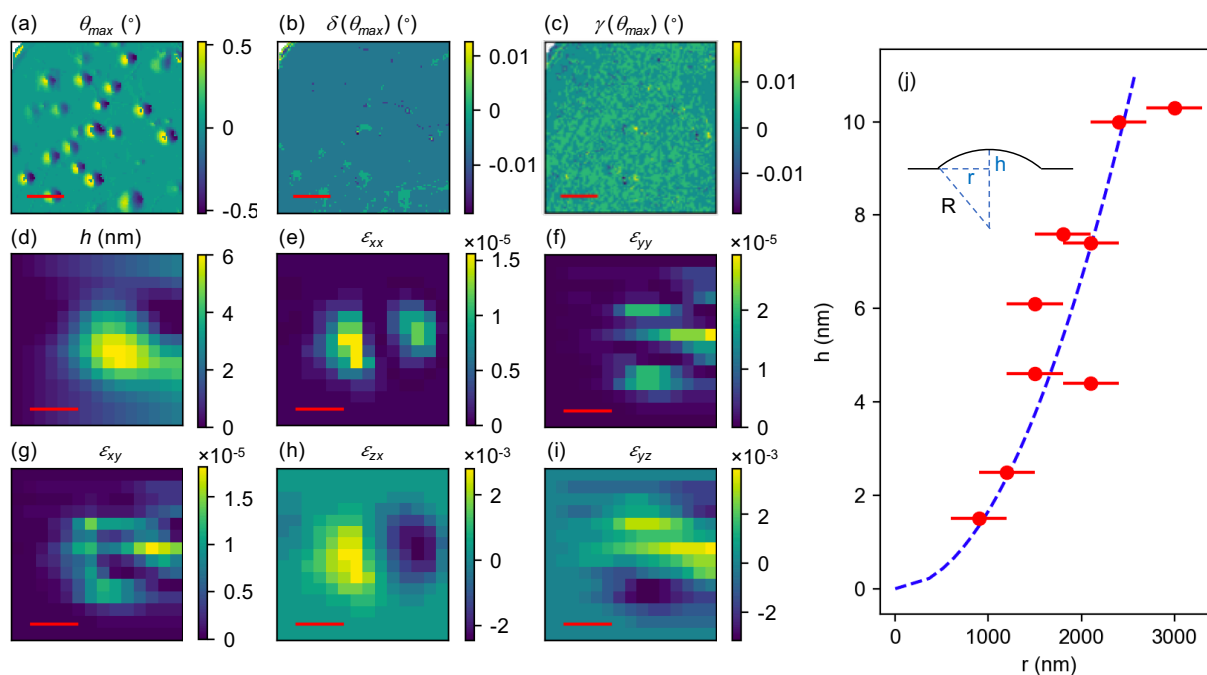 (a) θmax (°)
0.5
0
-0.5
(b) δ(θmax) (°)
0.01
0
-0.01
(c) γ(θmax) (°)
0.01
0
-0.01
(d) h (nm)
6
4
2
0
(e) εxx
×10⁻⁵
1.5
1
0.5
0
(f) εyy
×10⁻⁵
2
1
0
(g) εxy
×10⁻⁵
1.5
1
0.5
0
(h) εzx
×10⁻³
2
0
-2
(i) εyz
×10⁻³
2
0
-2
(j)
h
r
R
h (nm)
10
8
6
4
2
0
0 1000 2000 3000
r (nm)